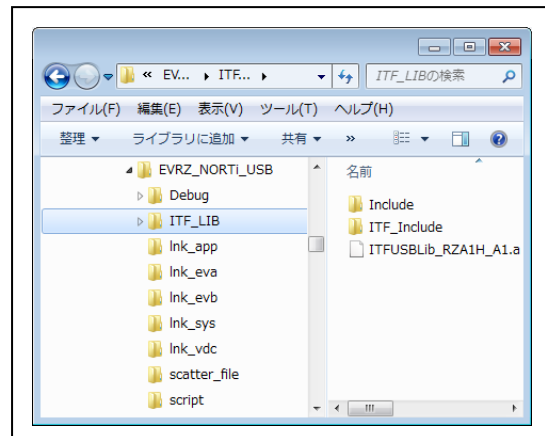 « EV... ▸ ITF... ▸ ITF_LIBの検索
ファイル(F) 編集(E) 表示(V) ツール(T) ヘルプ(H)
整理 ▼ ライブラリに追加 ▼ 共有 ▼ »
EVRZ_NORTi_USB
Debug
ITF_LIB
lnk_app
lnk_eva
lnk_evb
lnk_sys
lnk_vdc
scatter_file
script
名前
Include
ITF_Include
ITFUSBLib_RZA1H_A1.a